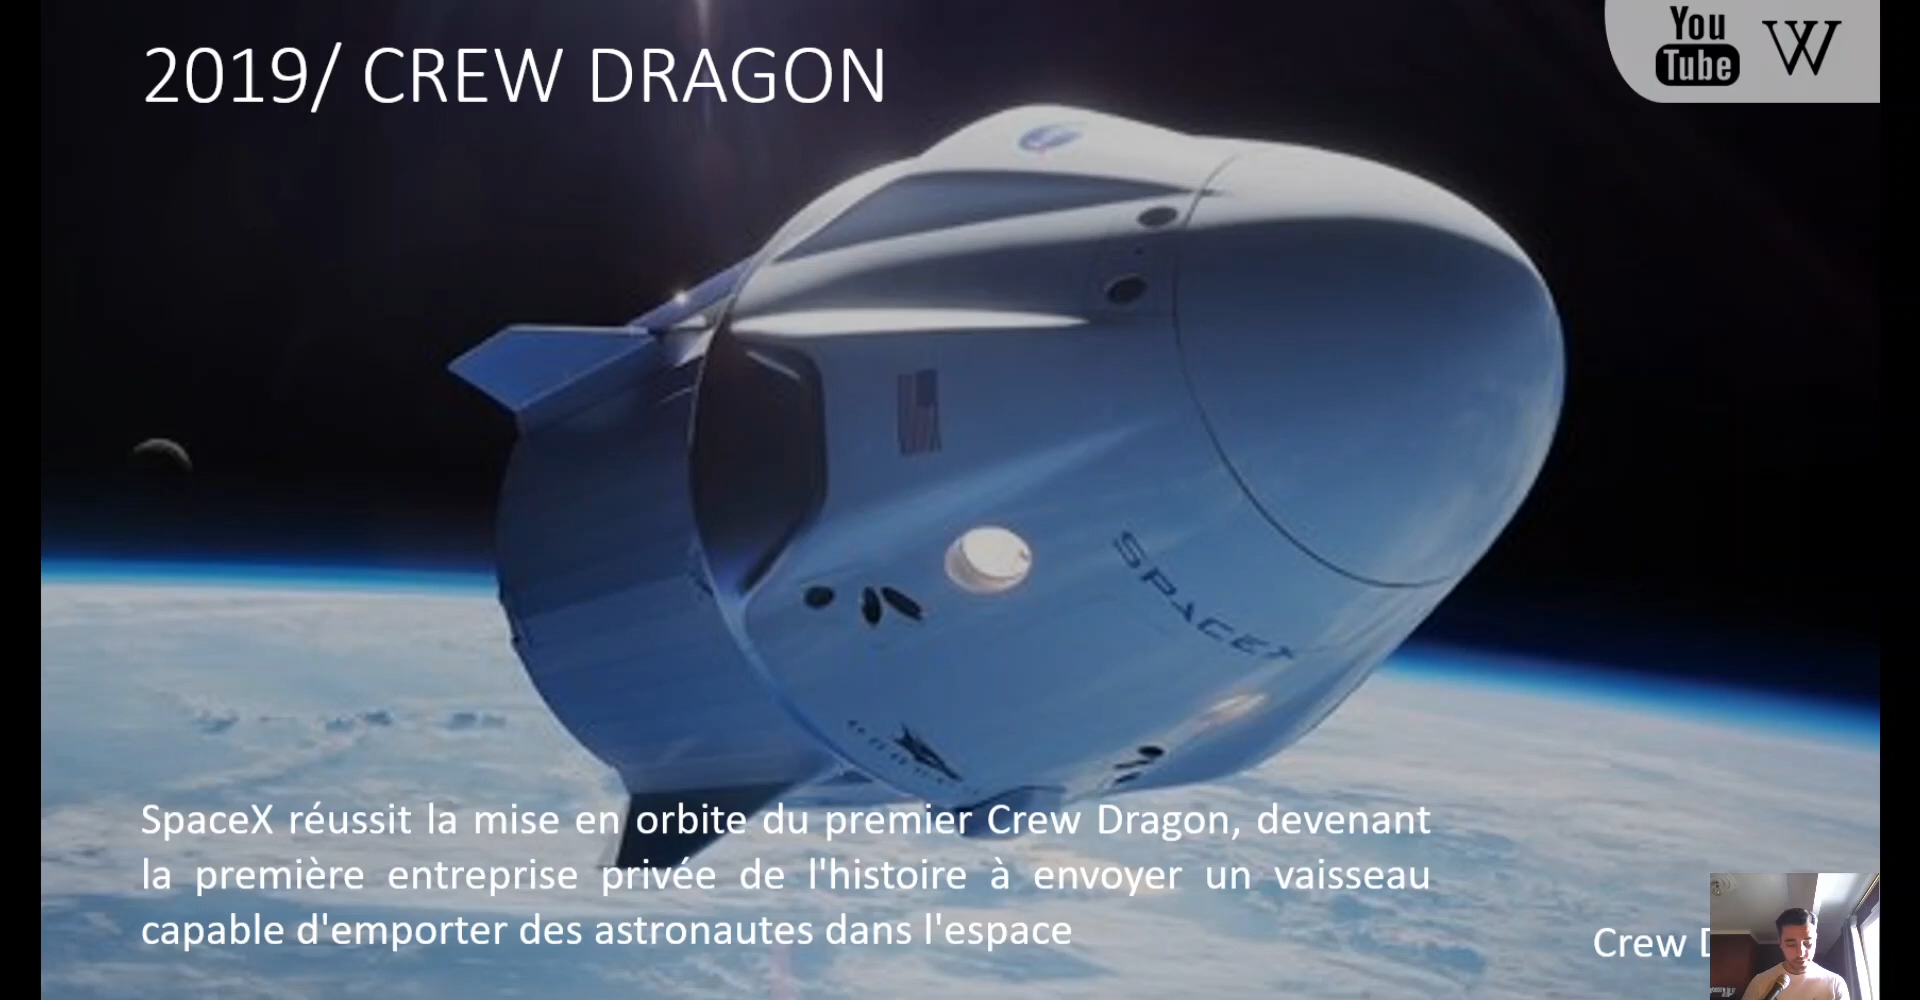 2019/ CREW DRAGON
You
Tube
W
SPACEX
SpaceX réussit la mise en orbite du premier Crew Dragon, devenant
la première entreprise privée de l'histoire à envoyer un vaisseau
capable d'emporter des astronautes dans l'espace
Crew